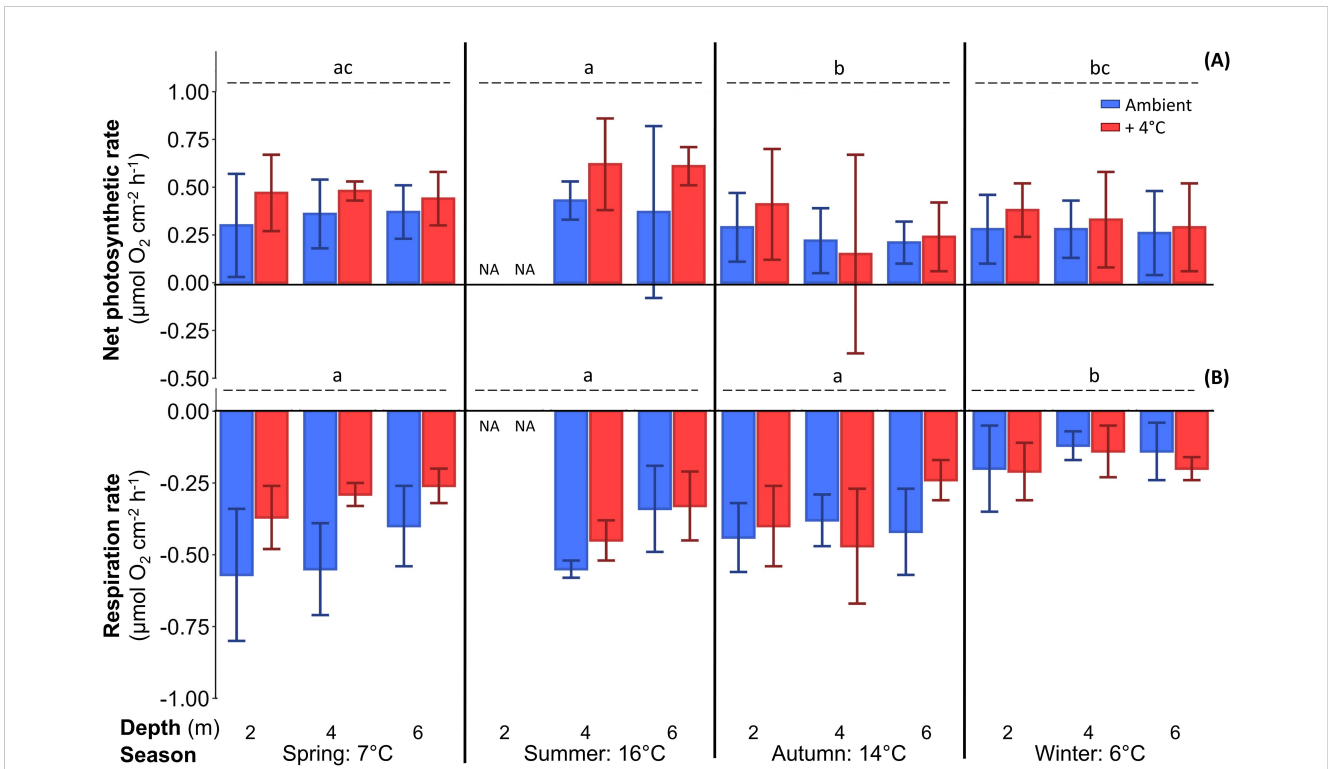 (A)
ac a b bc
Net photosynthetic rate
(µmol O2 cm-2 h-1)
1.00
0.75
0.50
0.25
0.00
-0.25
-0.50
Ambient
+ 4°C
NA NA
(B)
a a a b
Respiration rate
(µmol O2 cm-2 h-1)
0.00
-0.25
-0.50
-0.75
-1.00
NA NA
Depth (m) 2 4 6 2 4 6 2 4 6 2 4 6
Season Spring: 7°C Summer: 16°C Autumn: 14°C Winter: 6°C